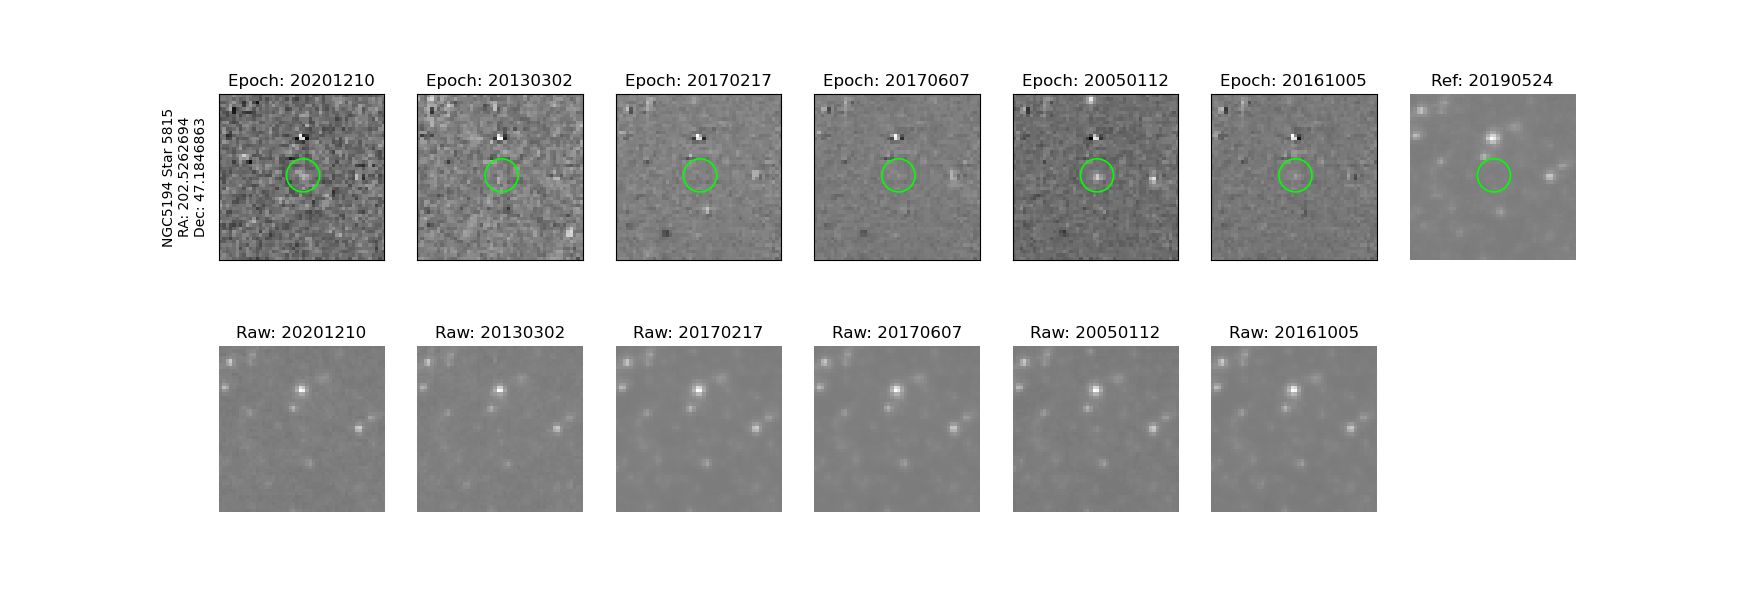 NGC5194 Star 5815
RA: 202.5262694
Dec: 47.1846863
Epoch: 20201210
Epoch: 20130302
Epoch: 20170217
Epoch: 20170607
Epoch: 20050112
Epoch: 20161005
Ref: 20190524
Raw: 20201210
Raw: 20130302
Raw: 20170217
Raw: 20170607
Raw: 20050112
Raw: 20161005